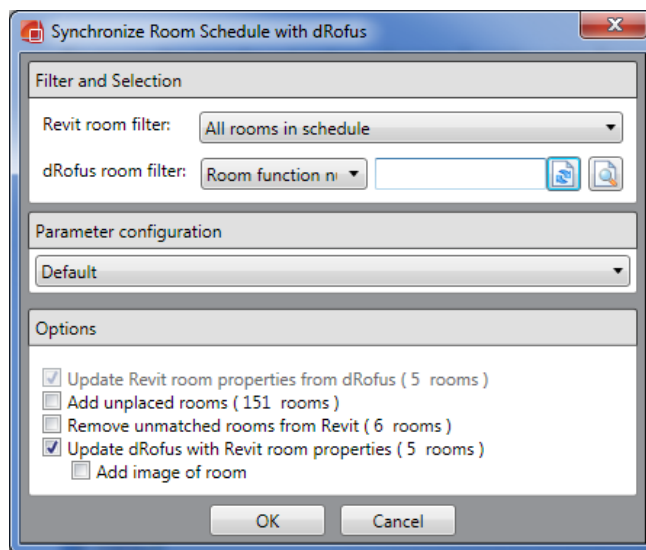 Synchronize Room Schedule with dRofus
Filter and Selection
Revit room filter: All rooms in schedule
dRofus room filter: Room function
Parameter configuration
Default
Options
Update Revit room properties from dRofus ( 5 rooms )
Add unplaced rooms ( 151 rooms )
Remove unmatched rooms from Revit ( 6 rooms )
Update dRofus with Revit room properties ( 5 rooms )
Add image of room
OK Cancel